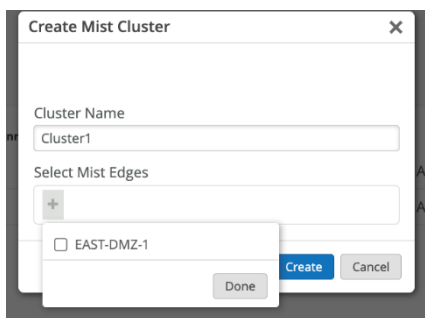 Create Mist Cluster
Cluster Name
Cluster1
Select Mist Edges
+
EAST-DMZ-1
Done
Create
Cancel